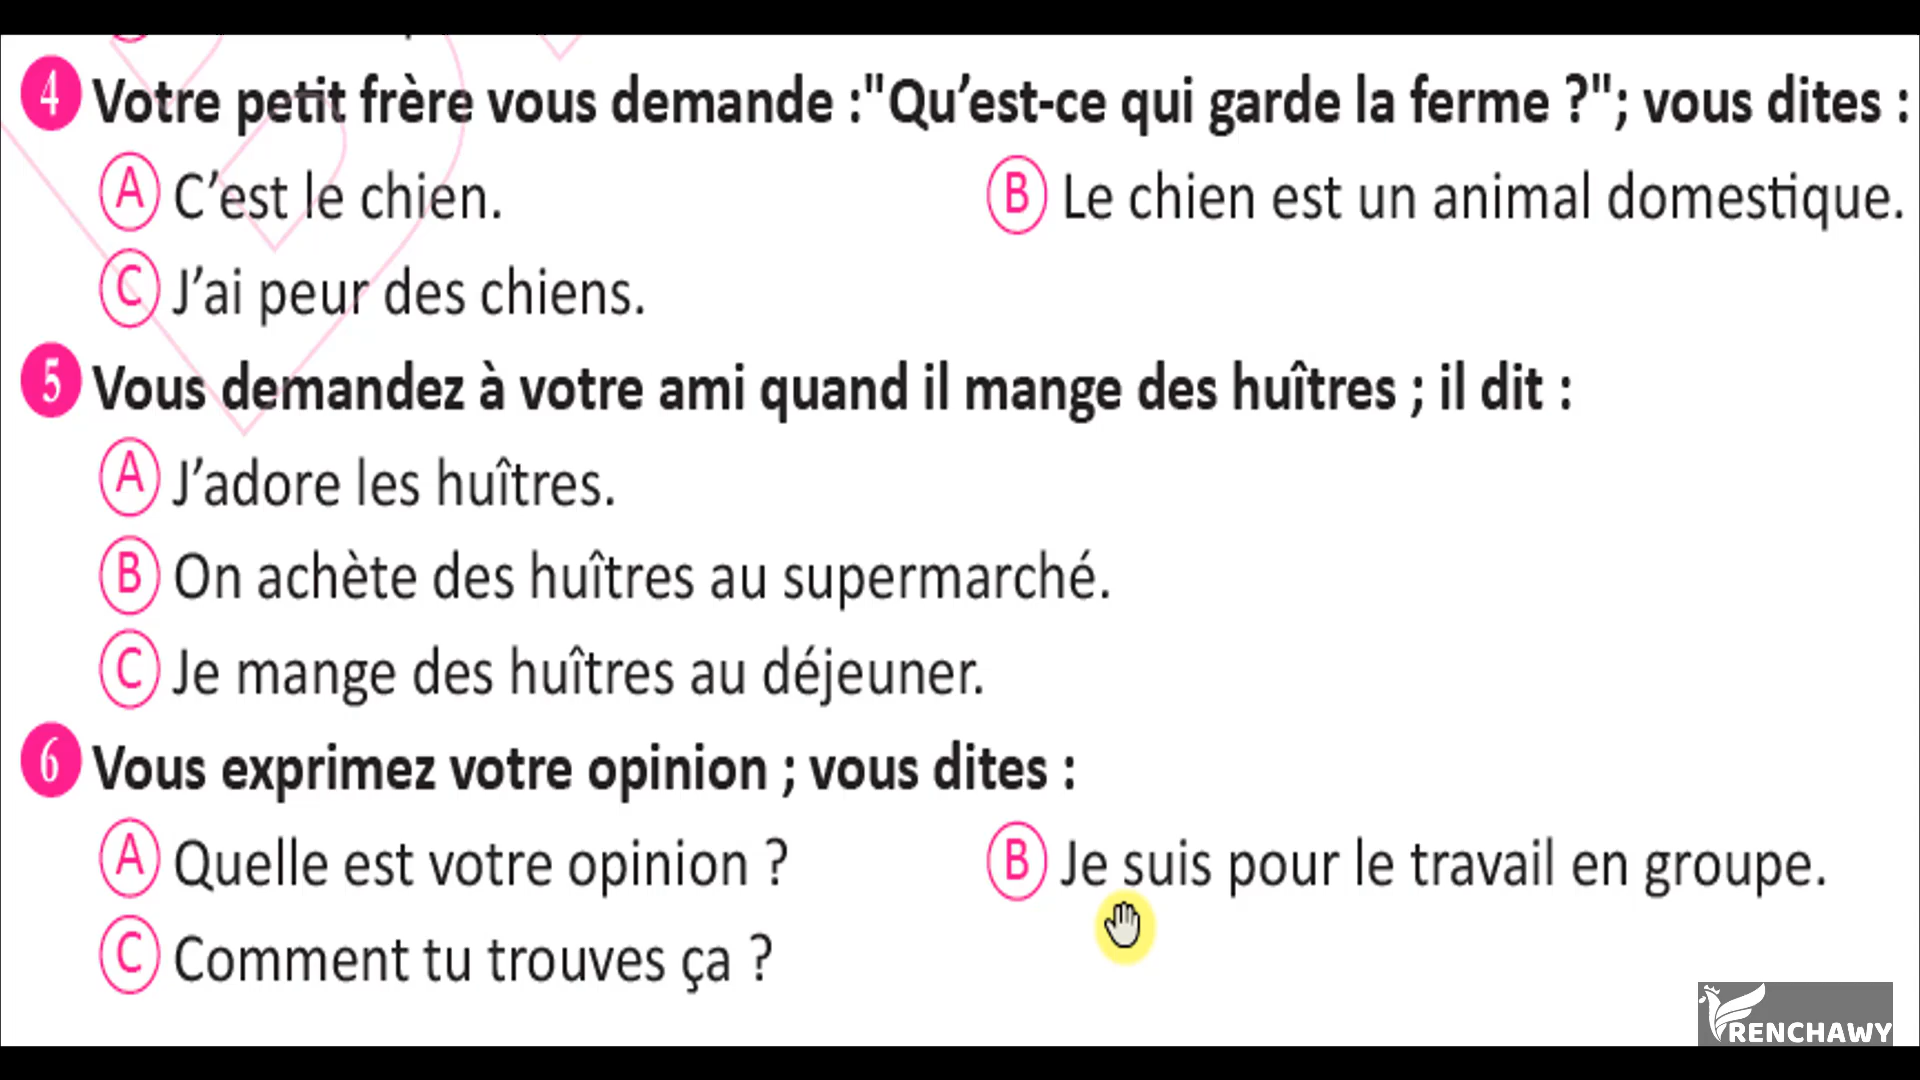 4 Votre petit frère vous demande :"Qu’est-ce qui garde la ferme ?"; vous dites :
A C’est le chien. B Le chien est un animal domestique.
C J’ai peur des chiens.
5 Vous demandez à votre ami quand il mange des huîtres ; il dit :
A J’adore les huîtres.
B On achète des huîtres au supermarché.
C Je mange des huîtres au déjeuner.
6 Vous exprimez votre opinion ; vous dites :
A Quelle est votre opinion ? B Je suis pour le travail en groupe.
C Comment tu trouves ça ?
RENCHAWY